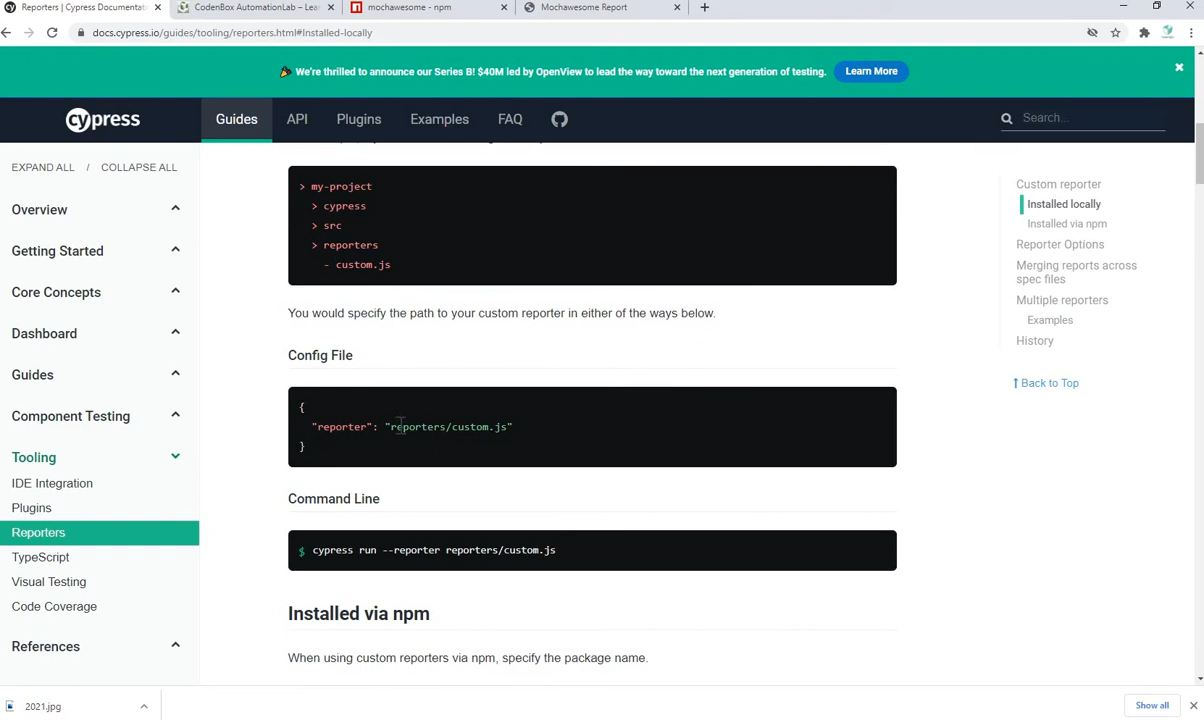 Reporters | Cypress Documentat
CodenBox AutomationLab – Lea
mochawesome - npm
Mochawesome Report
docs.cypress.io/guides/tooling/reporters.html#Installed-locally
We're thrilled to announce our Series B! $40M led by OpenView to lead the way toward the next generation of testing.
Learn More
cypress
Guides
API
Plugins
Examples
FAQ
Search...
EXPAND ALL / COLLAPSE ALL
Overview
Getting Started
Core Concepts
Dashboard
Guides
Component Testing
Tooling
IDE Integration
Plugins
Reporters
TypeScript
Visual Testing
Code Coverage
References
> my-project
> cypress
> src
> reporters
- custom.js
You would specify the path to your custom reporter in either of the ways below.
Config File
{
"reporter": "reporters/custom.js"
}
Command Line
$ cypress run --reporter reporters/custom.js
Installed via npm
When using custom reporters via npm, specify the package name.
Custom reporter
Installed locally
Installed via npm
Reporter Options
Merging reports across
spec files
Multiple reporters
Examples
History
Back to Top
2021.jpg
Show all